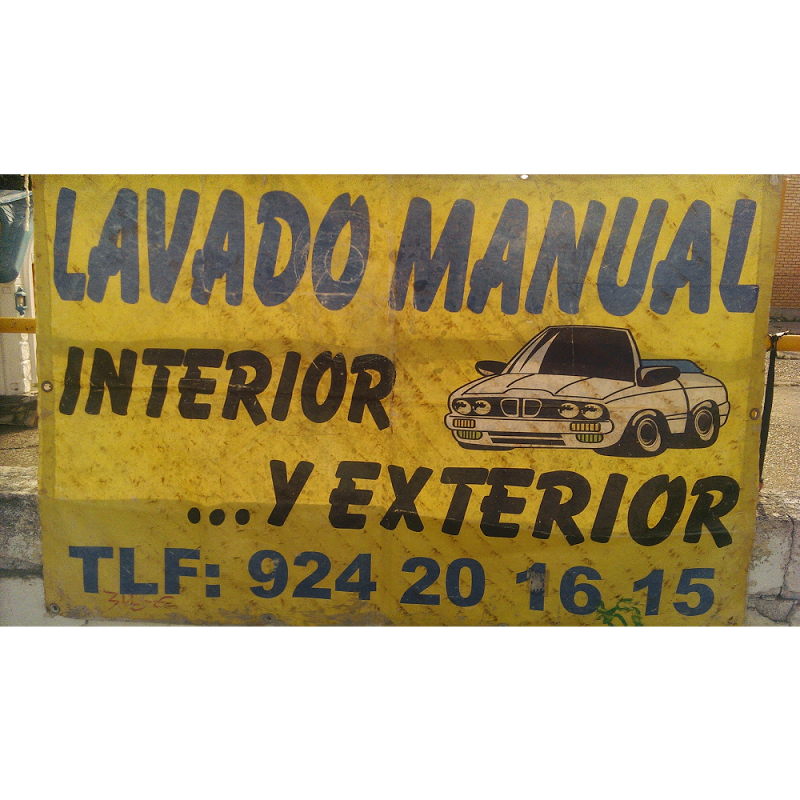 LAVADO MANUAL
INTERIOR
...Y EXTERIOR
TLF: 924 20 16 15